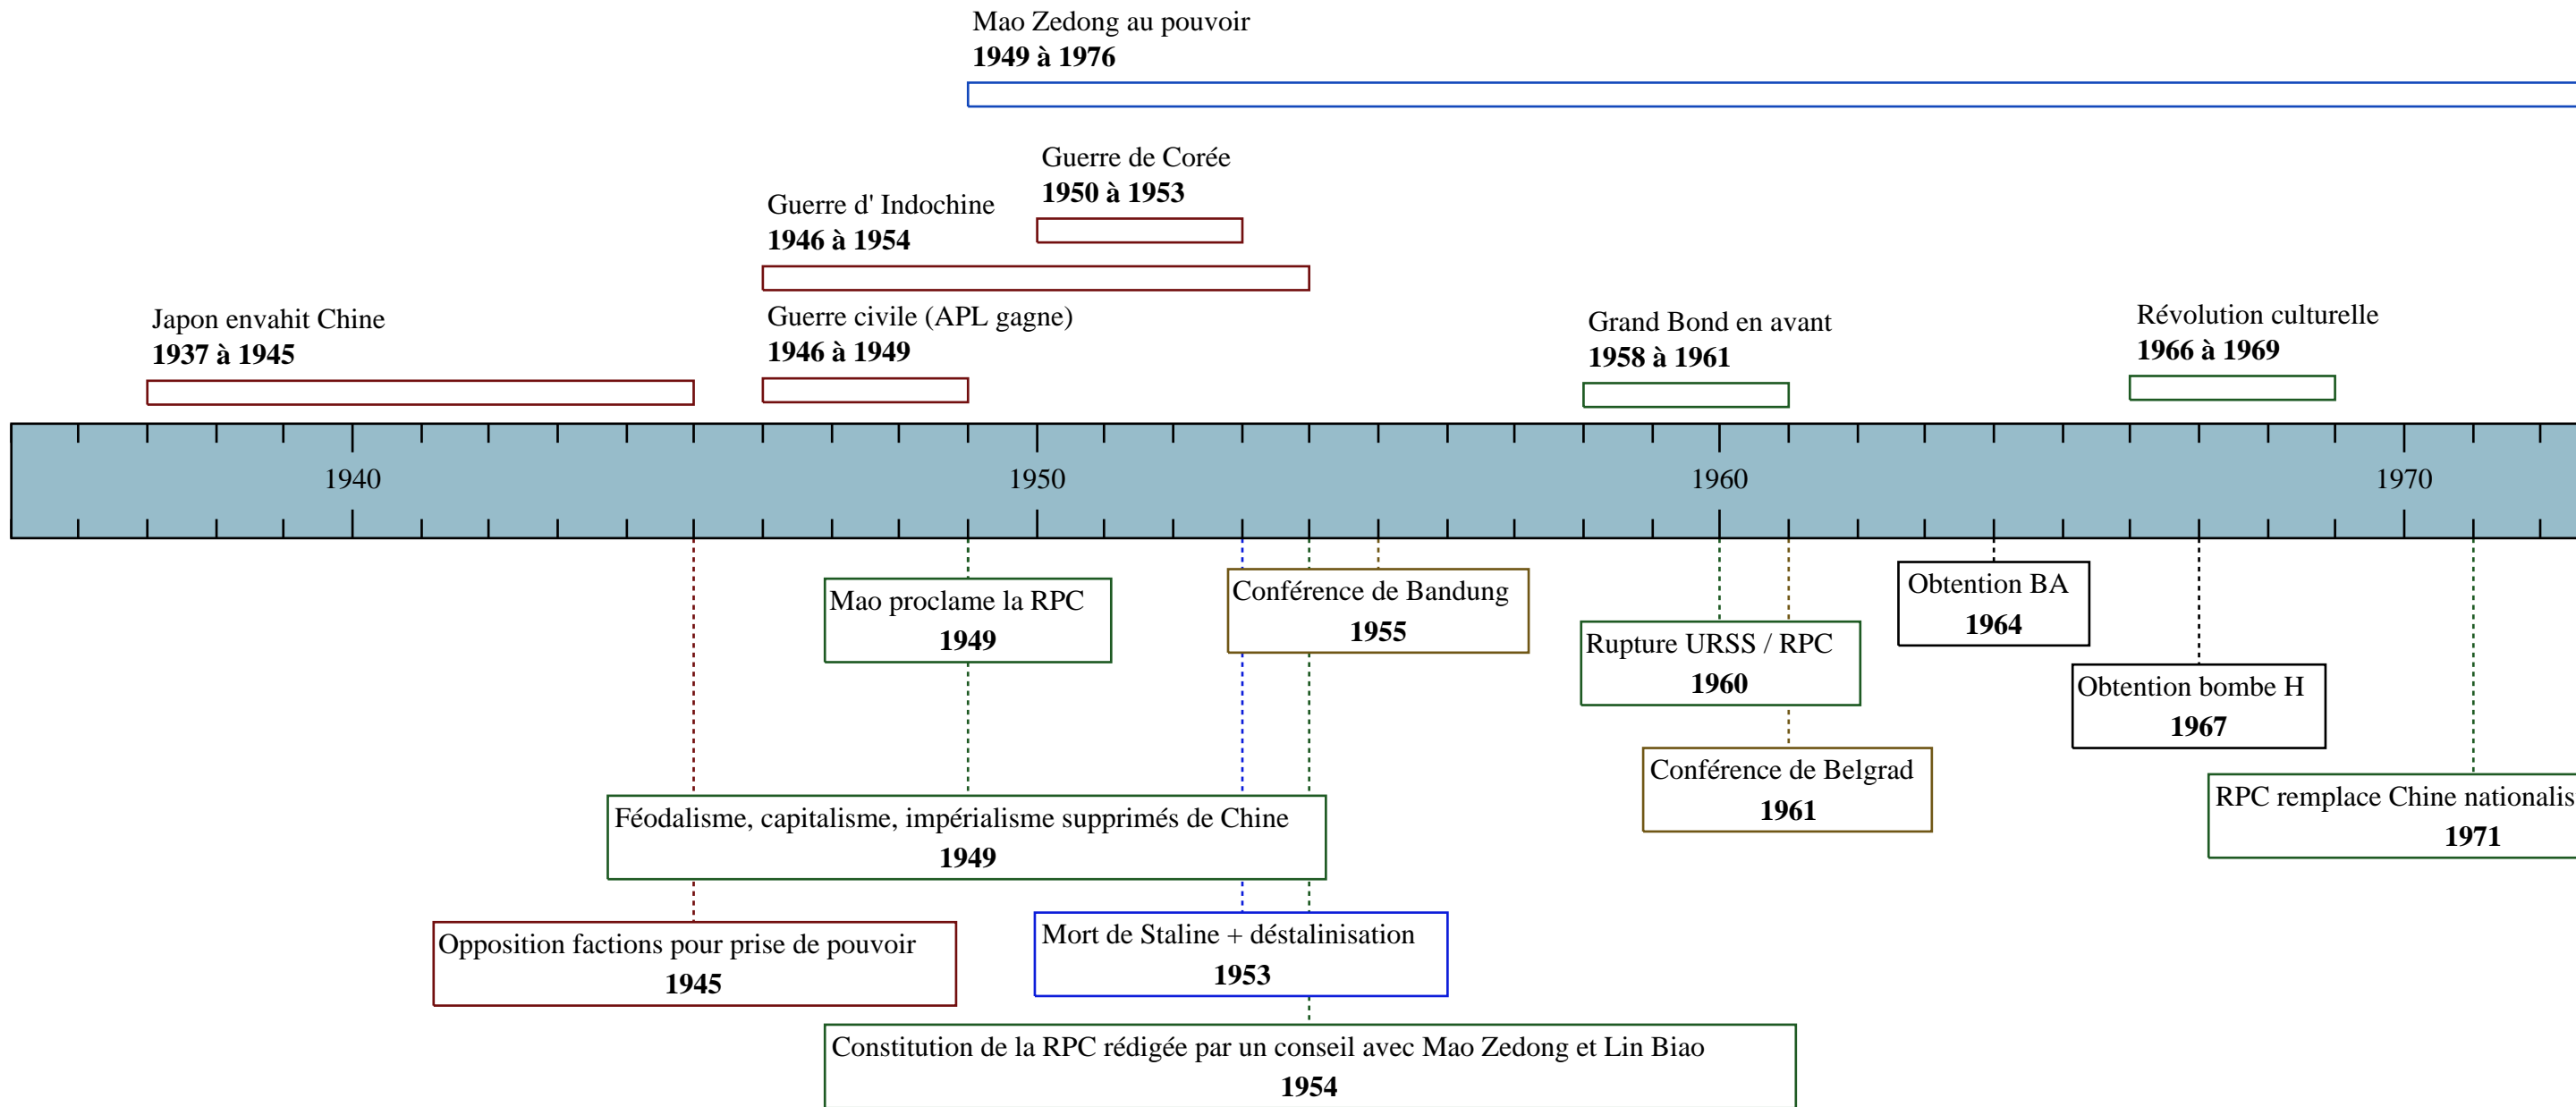 Mao Zedong au pouvoir
1949 à 1976
Guerre de Corée
1950 à 1953
Guerre d' Indochine
1946 à 1954
Japon envahit Chine
1937 à 1945
Guerre civile (APL gagne)
1946 à 1949
Grand Bond en avant
1958 à 1961
Révolution culturelle
1966 à 1969
1940
1950
1960
1970
Mao proclame la RPC
1949
Conférence de Bandung
1955
Obtention BA
1964
Rupture URSS / RPC
1960
Obtention bombe H
1967
Conférence de Belgrad
1961
RPC remplace Chine nationalis
1971
Féodalisme, capitalisme, impérialisme supprimés de Chine
1949
Opposition factions pour prise de pouvoir
1945
Mort de Staline + déstalinisation
1953
Constitution de la RPC rédigée par un conseil avec Mao Zedong et Lin Biao
1954